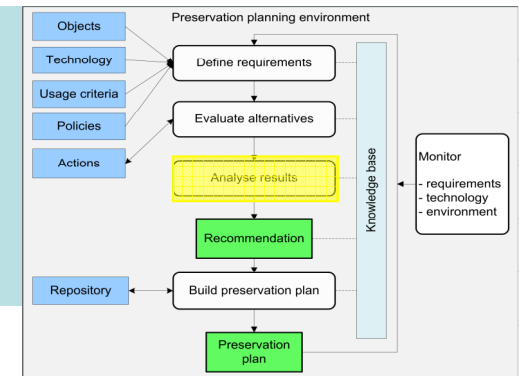 Preservation planning environment
Objects
Technology
Usage criteria
Policies
Actions
Define requirements
Evaluate alternatives
Analyse results
Recommendation
Repository
Build preservation plan
Preservation
plan
Knowledge base
Monitor
- requirements
- technology
- environment